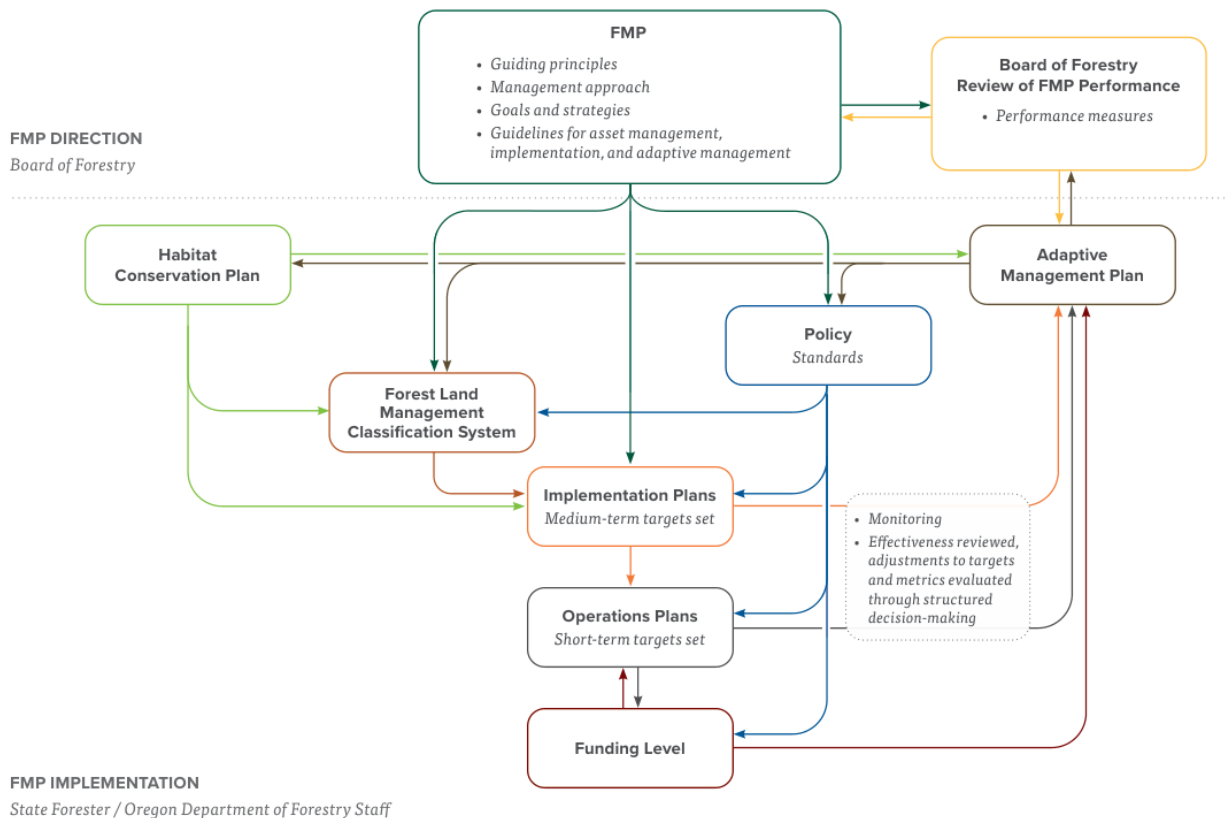 FMP
• Guiding principles
• Management approach
• Goals and strategies
• Guidelines for asset management,
implementation, and adaptive management
Board of Forestry
Review of FMP Performance
• Performance measures
FMP DIRECTION
Board of Forestry
Habitat
Conservation Plan
Adaptive
Management Plan
Policy
Standards
Forest Land
Management
Classification System
Implementation Plans
Medium-term targets set
• Monitoring
• Effectiveness reviewed,
adjustments to targets
and metrics evaluated
through structured
decision-making
Operations Plans
Short-term targets set
Funding Level
FMP IMPLEMENTATION
State Forester / Oregon Department of Forestry Staff